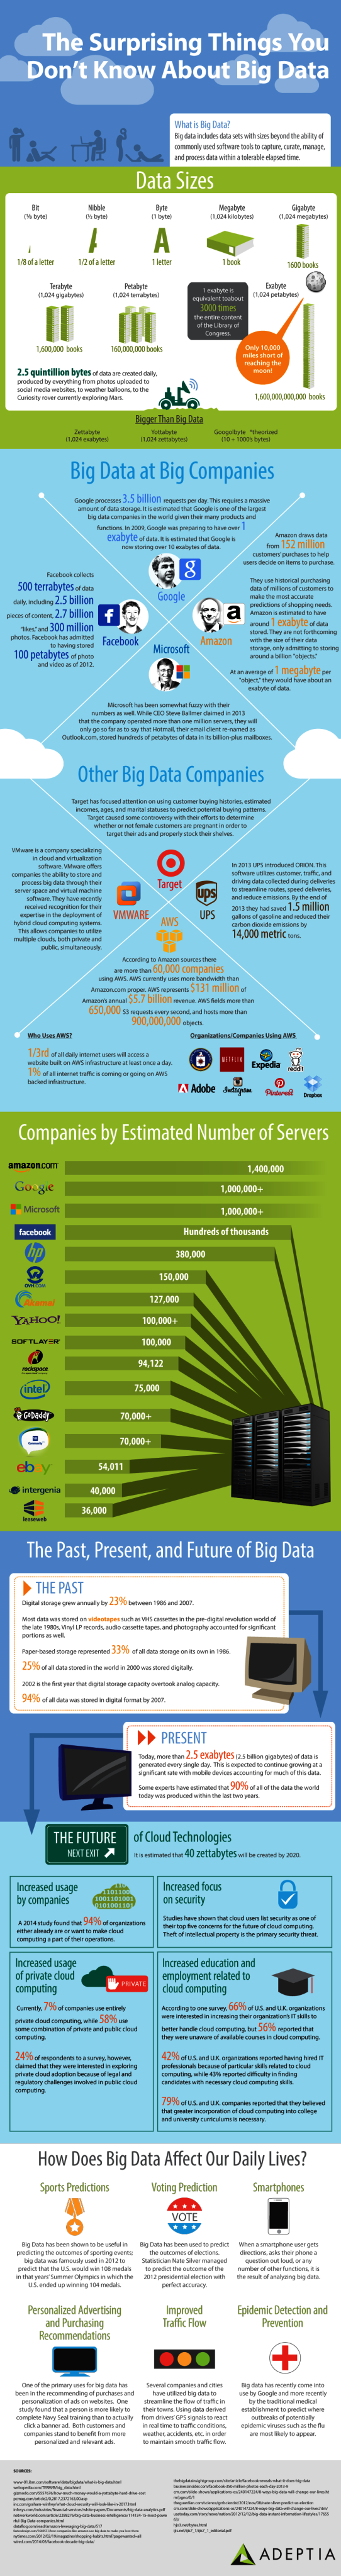 The Surprising Things You
Don't Know About Big Data
What is Big Data?
Big data includes data sets with sizes beyond the ability of
commonly used software tools to capture, curate, manage,
and process data within a tolerable elapsed time.
Data Sizes
Bit
(⅛ byte)
1/8 of a letter
Nibble
(½ byte)
1/2 of a letter
Byte
(1 byte)
A
1 letter
Megabyte
(1,024 kilobytes)
1 book
Gigabyte
(1,024 megabytes)
1600 books
Terabyte
(1,024 gigabytes)
1,600,000 books
Petabyte
(1,024 terrabytes)
160,000,000 books
1 exabyte is
equivalent toabout
3000 times
the entire content
of the Library of
Congress.
Exabyte
(1,024 petabytes)
Only 10,000
miles short of
reaching the
moon!
1,600,000,000,000 books
2.5 quintillion bytes of data are created daily,
produced by everything from photos uploaded to
social media websites, to weather balloons, to the
Curiosity rover currently exploring Mars.
Bigger Than Big Data
Zettabyte
(1,024 exabytes)
Yottabyte
(1,024 zettabytes)
Googolbyte *theorized
(10 + 1000½ bytes)
Big Data at Big Companies
Google processes 3.5 billion requests per day. This requires a massive
amount of data storage. It is estimated that Google is one of the largest
big data companies in the world given their many products and
functions. In 2009, Google was preparing to have over 1
exabyte of data. It is estimated that Google is
now storing over 10 exabytes of data.
Google
Amazon draws data
from 152 million
customers' purchases to help
users decide on items to purchase.
They use historical purchasing
data of millions of customers to
make the most accurate
predictions of shopping needs.
Amazon is estimated to have
around 1 exabyte of data
stored. They are not forthcoming
with the size of their data
storage, only admitting to storing
around a billion "objects."
At an average of 1 megabyte per
"object," they would have about an
exabyte of data.
Amazon
Facebook collects
500 terrabytes of data
daily, including 2.5 billion
pieces of content, 2.7 billion
"likes," and 300 million
photos. Facebook has admitted
to having stored
100 petabytes of photo
and video as of 2012.
Facebook
Microsoft
Microsoft has been somewhat fuzzy with their
numbers as well. While CEO Steve Ballmer claimed in 2013
that the company operated more than one million servers, they will
only go so far as to say that Hotmail, their email client re-named as
Outlook.com, stored hundreds of petabytes of data in its billion-plus mailboxes.
Other Big Data Companies
Target has focused attention on using customer buying histories, estimated
incomes, ages, and marital statuses to predict potential buying patterns.
Target caused some controversy with their efforts to determine
whether or not female customers are pregnant in order to
target their ads and properly stock their shelves.
Target
VMware is a company specializing
in cloud and virtualization
software. VMware offers
companies the ability to store and
process big data through their
server space and virtual machine
software. They have recently
received recognition for their
expertise in the deployment of
hybrid cloud computing systems.
This allows companies to utilize
multiple clouds, both private and
public, simultaneously.
VMWARE
ups
UPS
In 2013 UPS introduced ORION. This
software utilizes customer, traffic, and
driving data collected during deliveries
to streamline routes, speed deliveries,
and reduce emissions. By the end of
2013 they had saved 1.5 million
gallons of gasoline and reduced their
carbon dioxide emissions by
14,000 metric tons.
AWS
According to Amazon sources there
are more than 60,000 companies
using AWS. AWS currently uses more bandwidth than
Amazon.com proper. AWS represents $131 million of
Amazon's annual $5.7 billion revenue. AWS fields more than
650,000 s3 requests every second, and hosts more than
900,000,000 objects.
Who Uses AWS?
1/3rd of all daily internet users will access a
website built on AWS infrastructure at least once a day.
1% of all internet traffic is coming or going on AWS
backed infrastructure.
Organizations/Companies Using AWS
NETFLIX
Expedia
reddit
Adobe
Instagram
Pinterest
Dropbox
Companies by Estimated Number of Servers
amazon.com
1,400,000
Google
1,000,000+
Microsoft
1,000,000+
facebook
Hundreds of thousands
hp
380,000
OVH.COM
150,000
Akamai
127,000
YAHOO!
100,000+
SOFTLAYER
100,000
rackspace
94,122
intel
75,000
GoDaddy
70,000+
70,000+
ebay
54,011
intergenia
40,000
leaseweb
36,000
The Past, Present, and Future of Big Data
THE PAST
Digital storage grew annually by 23% between 1986 and 2007.
Most data was stored on videotapes such as VHS cassettes in the pre-digital revolution world of
the late 1980s, Vinyl LP records, audio cassette tapes, and photography accounted for significant
portions as well.
Paper-based storage represented 33% of all data storage on its own in 1986.
25% of all data stored in the world in 2000 was stored digitally.
2002 is the first year that digital storage capacity overtook analog capacity.
94% of all data was stored in digital format by 2007.
PRESENT
Today, more than 2.5 exabytes (2.5 billion gigabytes) of data is
generated every single day. This is expected to continue growing at a
significant rate with mobile devices accounting for much of this data.
Some experts have estimated that 90% of all of the data the world
today was produced within the last two years.
THE FUTURE
NEXT EXIT
of Cloud Technologies
It is estimated that 40 zettabytes will be created by 2020.
Increased usage
by companies
A 2014 study found that 94% of organizations
either already are or want to make cloud
computing a part of their operations.
Increased focus
on security
Studies have shown that cloud users list security as one of
their top five concerns for the future of cloud computing.
Theft of intellectual property is the primary security threat.
Increased usage
of private cloud
computing
PRIVATE
Currently, 7% of companies use entirely
private cloud computing, while 58% use
some combination of private and public cloud
computing.
24% of respondents to a survey, however,
claimed that they were interested in exploring
private cloud adoption because of legal and
regulatory challenges involved in public cloud
computing.
Increased education and
employment related to
cloud computing
According to one survey, 66% of U.S. and U.K. organizations
were interested in increasing their organization's IT skills to
better handle cloud computing, but 56% reported that
they were unaware of available courses in cloud computing.
42% of U.S. and U.K. organizations reported having hired IT
professionals because of particular skills related to cloud
computing, while 43% reported difficulty in finding
candidates with necessary cloud computing skills.
79% of U.S. and U.K. companies reported that they believed
that greater incorporation of cloud computing into college
and university curriculums is necessary.
How Does Big Data Affect Our Daily Lives?
Sports Predictions
Big Data has been shown to be useful in
predicting the outcomes of sporting events;
big data was famously used in 2012 to
predict that the U.S. would win 108 medals
in that years' Summer Olympics in which the
U.S. ended up winning 104 medals.
Voting Prediction
VOTE
Big Data has been used to predict
the outcomes of elections.
Statistician Nate Silver managed
to predict the outcome of the
2012 presidential election with
perfect accuracy.
Smartphones
When a smartphone user gets
directions, asks their phone a
question out loud, or any
number of other functions, it is
the result of analyzing big data.
Personalized Advertising
and Purchasing
Recommendations
One of the primary uses for big data has
been in the recommending of purchases and
personalization of ads on websites. One
study found that a person is more likely to
complete Navy Seal training than to actually
click a banner ad. Both customers and
companies stand to benefit from more
personalized and relevant ads.
Improved
Traffic Flow
Several companies and cities
have utilized big data to
streamline the flow of traffic in
their towns. Using data derived
from drivers' GPS signals to react
in real time to traffic conditions,
weather, accidents, etc. in order
to maintain smooth traffic flow.
Epidemic Detection and
Prevention
Big data has recently come into
use by Google and more recently
by the traditional medical
establishment to predict where
outbreaks of potentially
epidemic viruses such as the flu
are most likely to appear.
SOURCES:
ADEPTIA